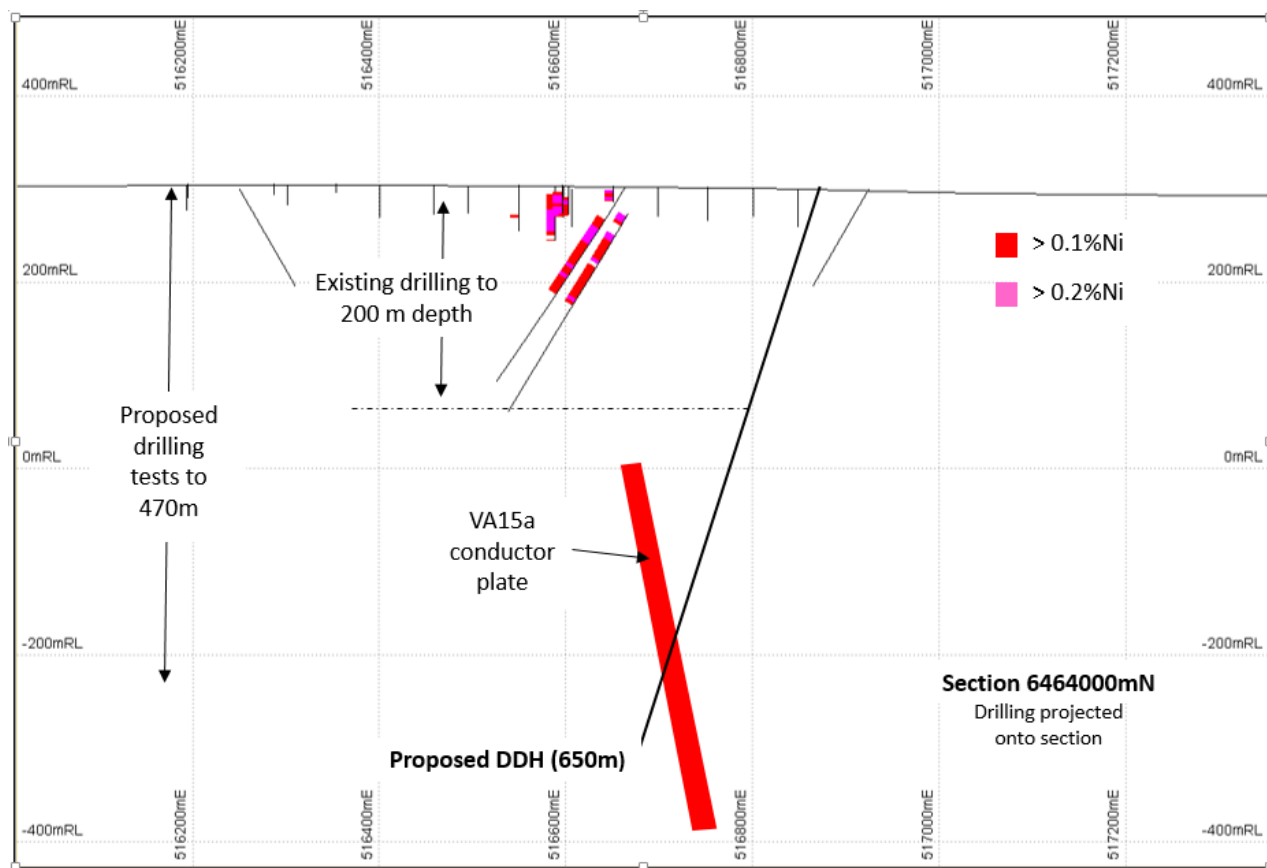 516200mE
516400mE
516600mE
516800mE
517000mE
517200mE
400mRL
400mRL
> 0.1%Ni
200mRL
200mRL
> 0.2%Ni
Existing drilling to
200 m depth
Proposed
drilling
tests to
470m
0mRL
0mRL
VA15a
conductor
plate
-200mRL
-200mRL
Section 6464000mN
Drilling projected
onto section
Proposed DDH (650m)
-400mRL
-400mRL
516200mE
516400mE
516600mE
516800mE
517000mE
517200mE